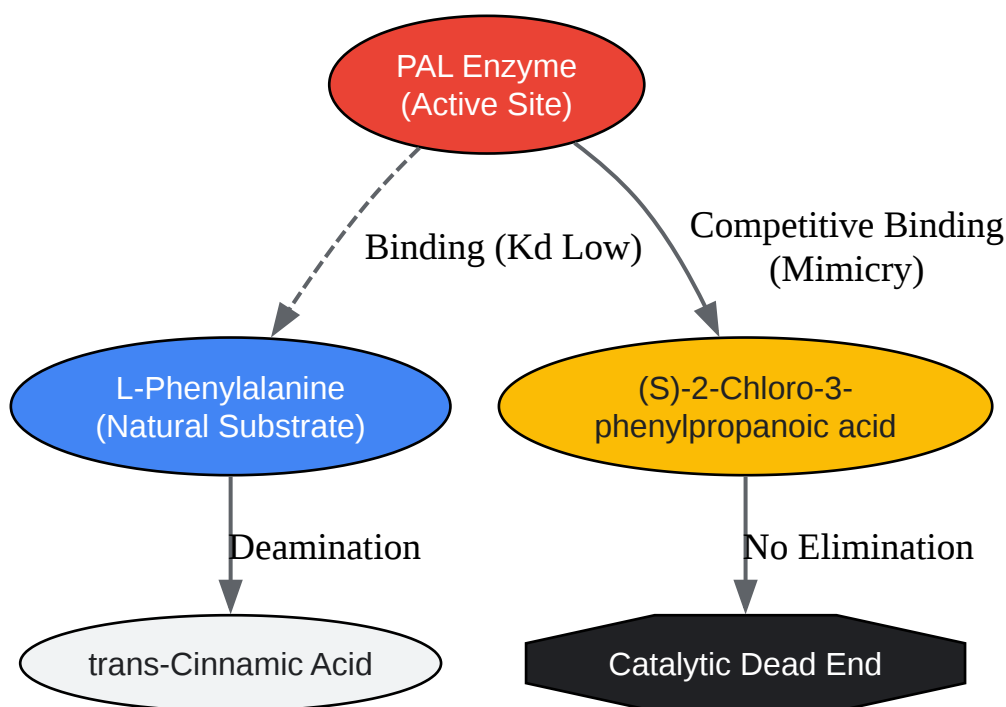 PAL Enzyme
(Active Site)
Binding (Kd Low)
Competitive Binding
(Mimicry)
L-Phenylalanine
(Natural Substrate)
(S)-2-Chloro-3-
phenylpropanoic acid
Deamination
No Elimination
trans-Cinnamic Acid
Catalytic Dead End